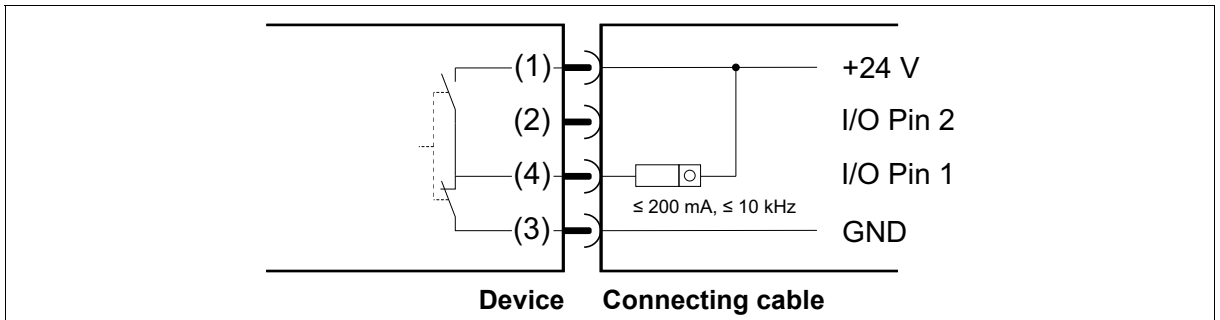 (1) +24 V
(2) I/O Pin 2
(4) I/O Pin 1
≤ 200 mA, ≤ 10 kHz
(3) GND
Device Connecting cable